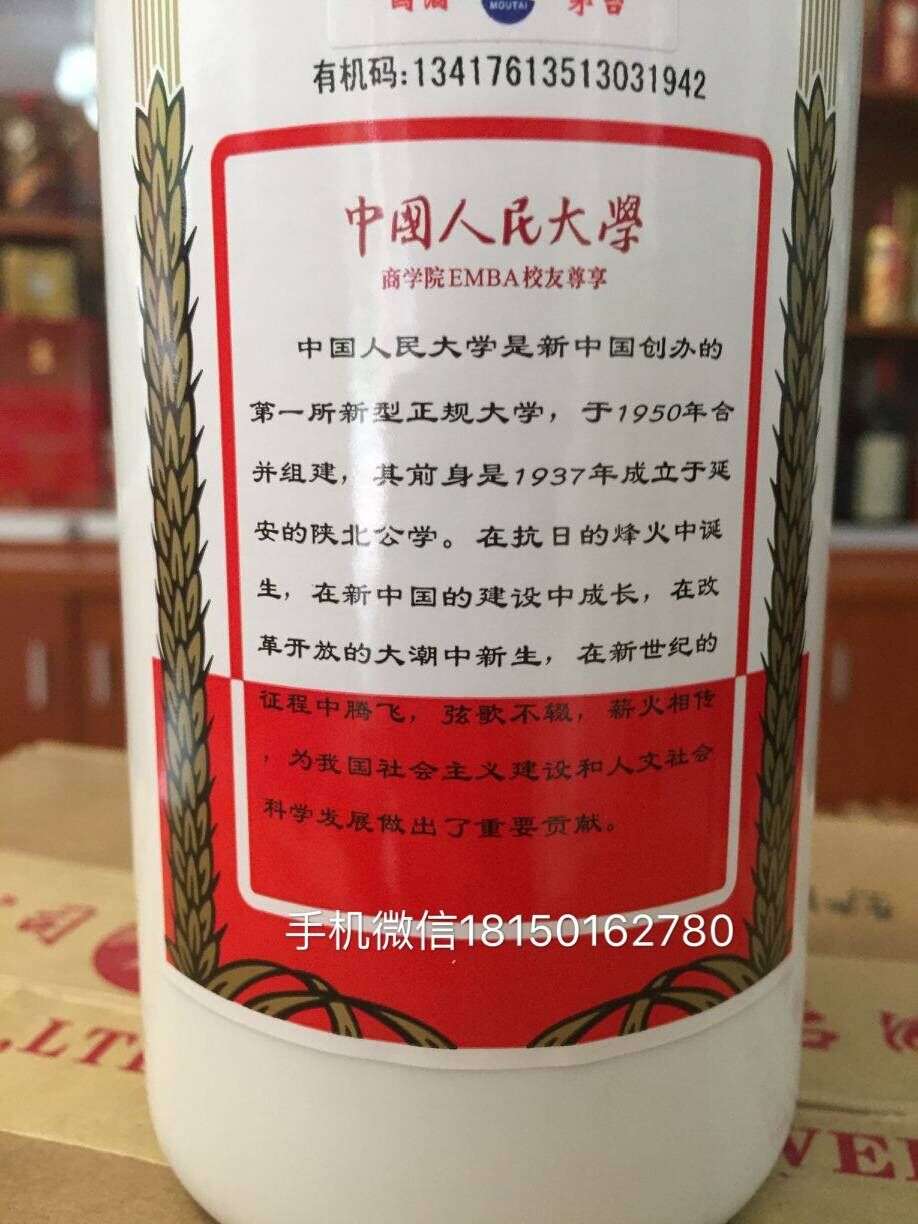 MOUTAI 茅台
有机码:13417613513031942
中國人民大學
商学院EMBA校友尊享
中国人民大学是新中国创办的
第一所新型正规大学，于1950年合
并组建，其前身是1937年成立于延
安的陕北公学。在抗日的烽火中诞
生，在新中国的建设中成长，在改
革开放的大潮中新生，在新世纪的
征程中腾飞，弦歌不辍，薪火相传
，为我国社会主义建设和人文社会
科学发展做出了重要贡献。
手机微信18150162780
,LT